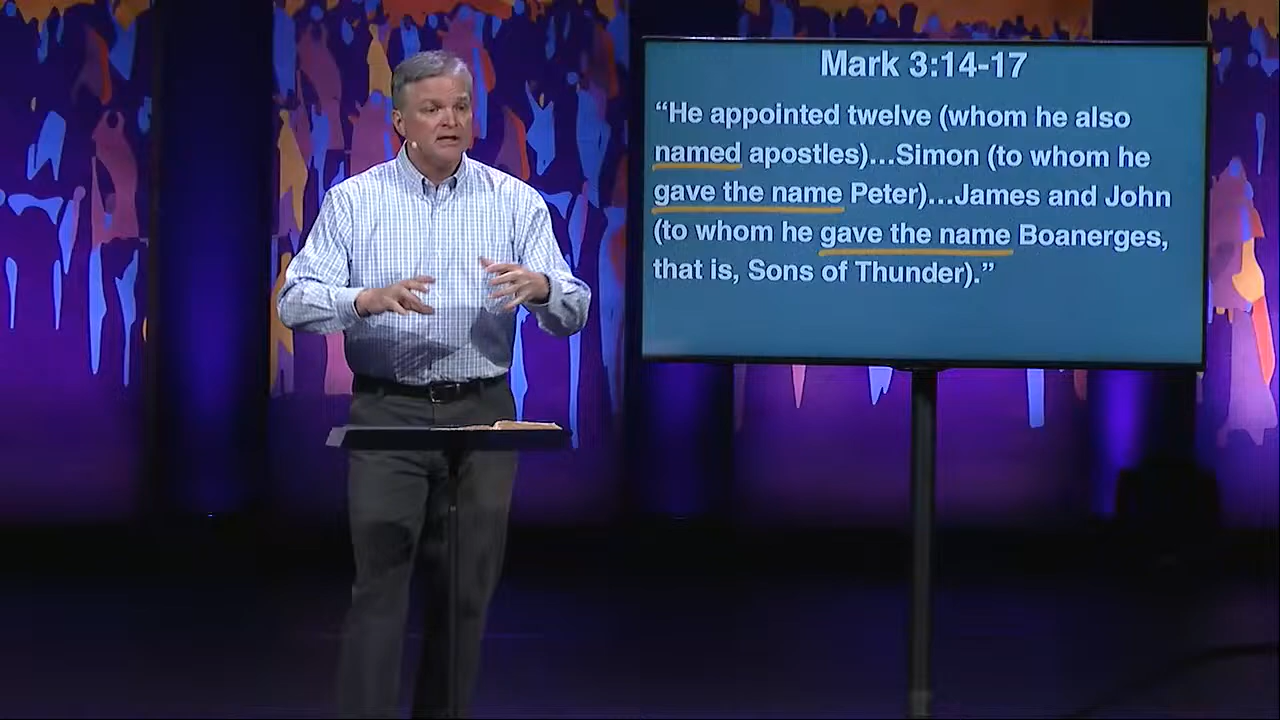 Mark 3:14-17
“He appointed twelve (whom he also
named apostles)…Simon (to whom he
gave the name Peter)…James and John
(to whom he gave the name Boanerges,
that is, Sons of Thunder).”